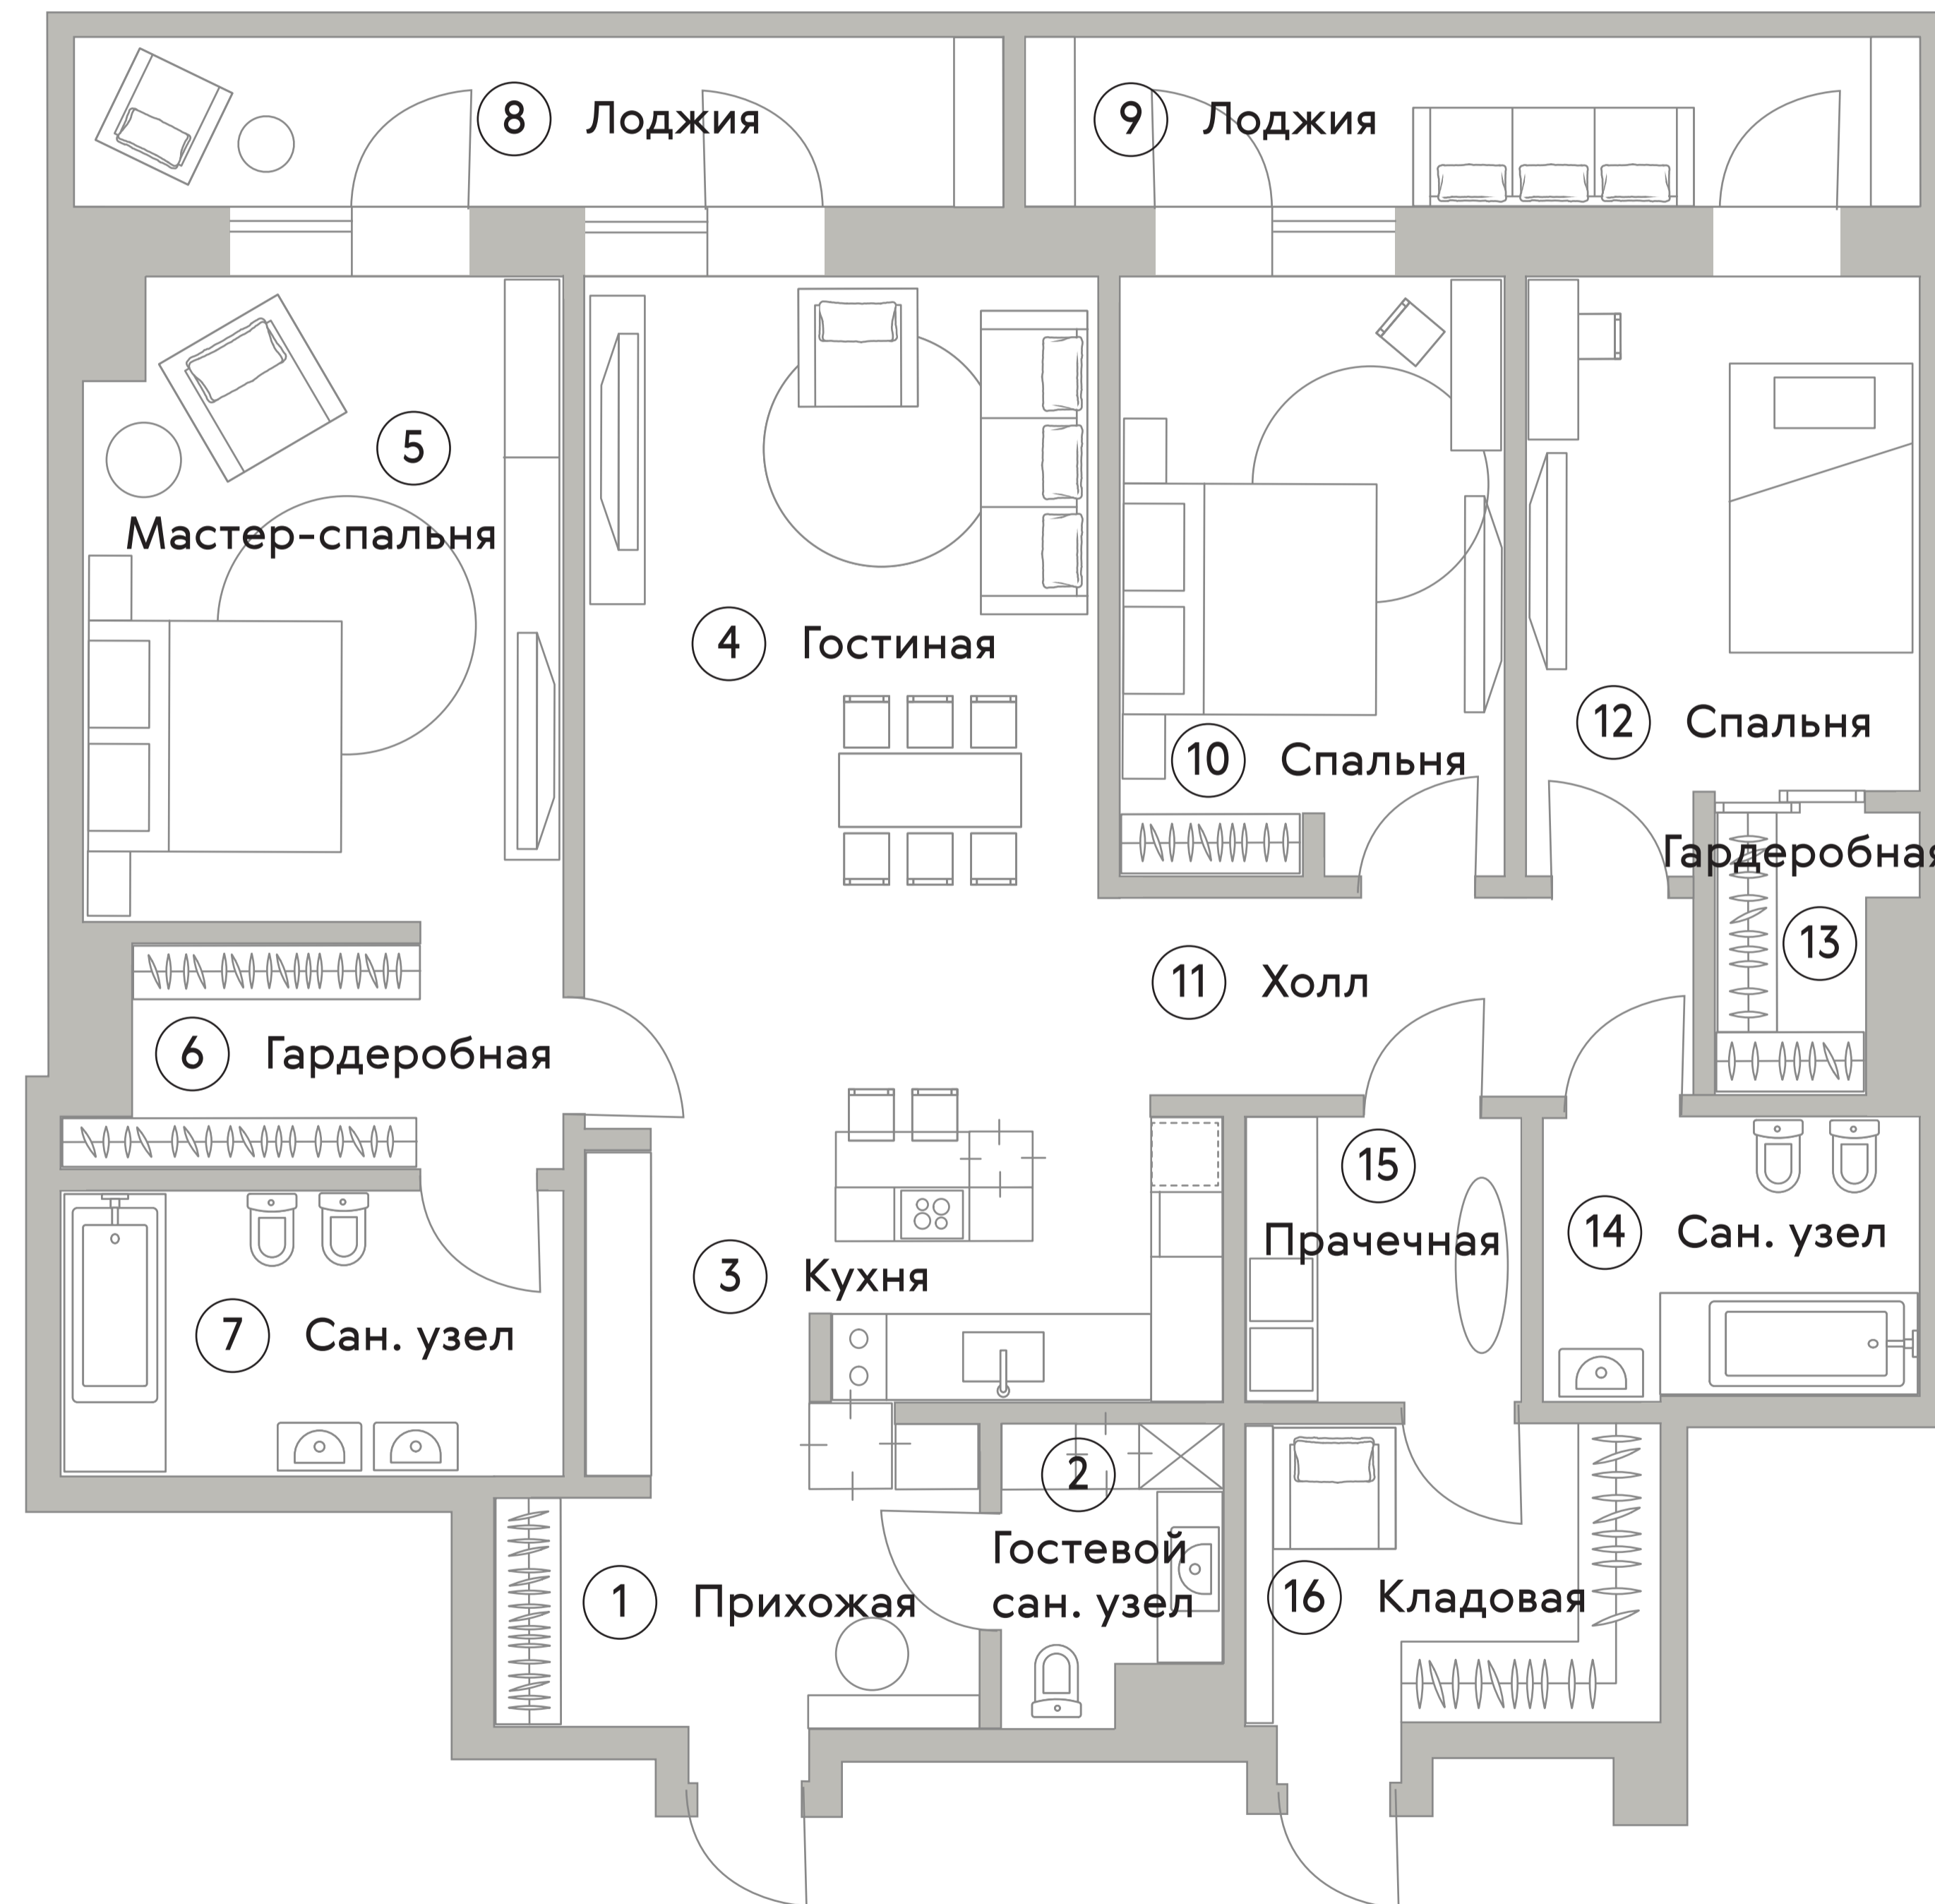 8 Лоджия
9 Лоджия
5
Мастер-спальня
4 Гостиная
10 Спальня
12 Спальня
Гардеробная
13
11 Холл
6 Гардеробная
15
Прачечная
14 Сан. узел
3 Кухня
7 Сан. узел
2
Гостевой
сан. узел
1 Прихожая
16 Кладовая